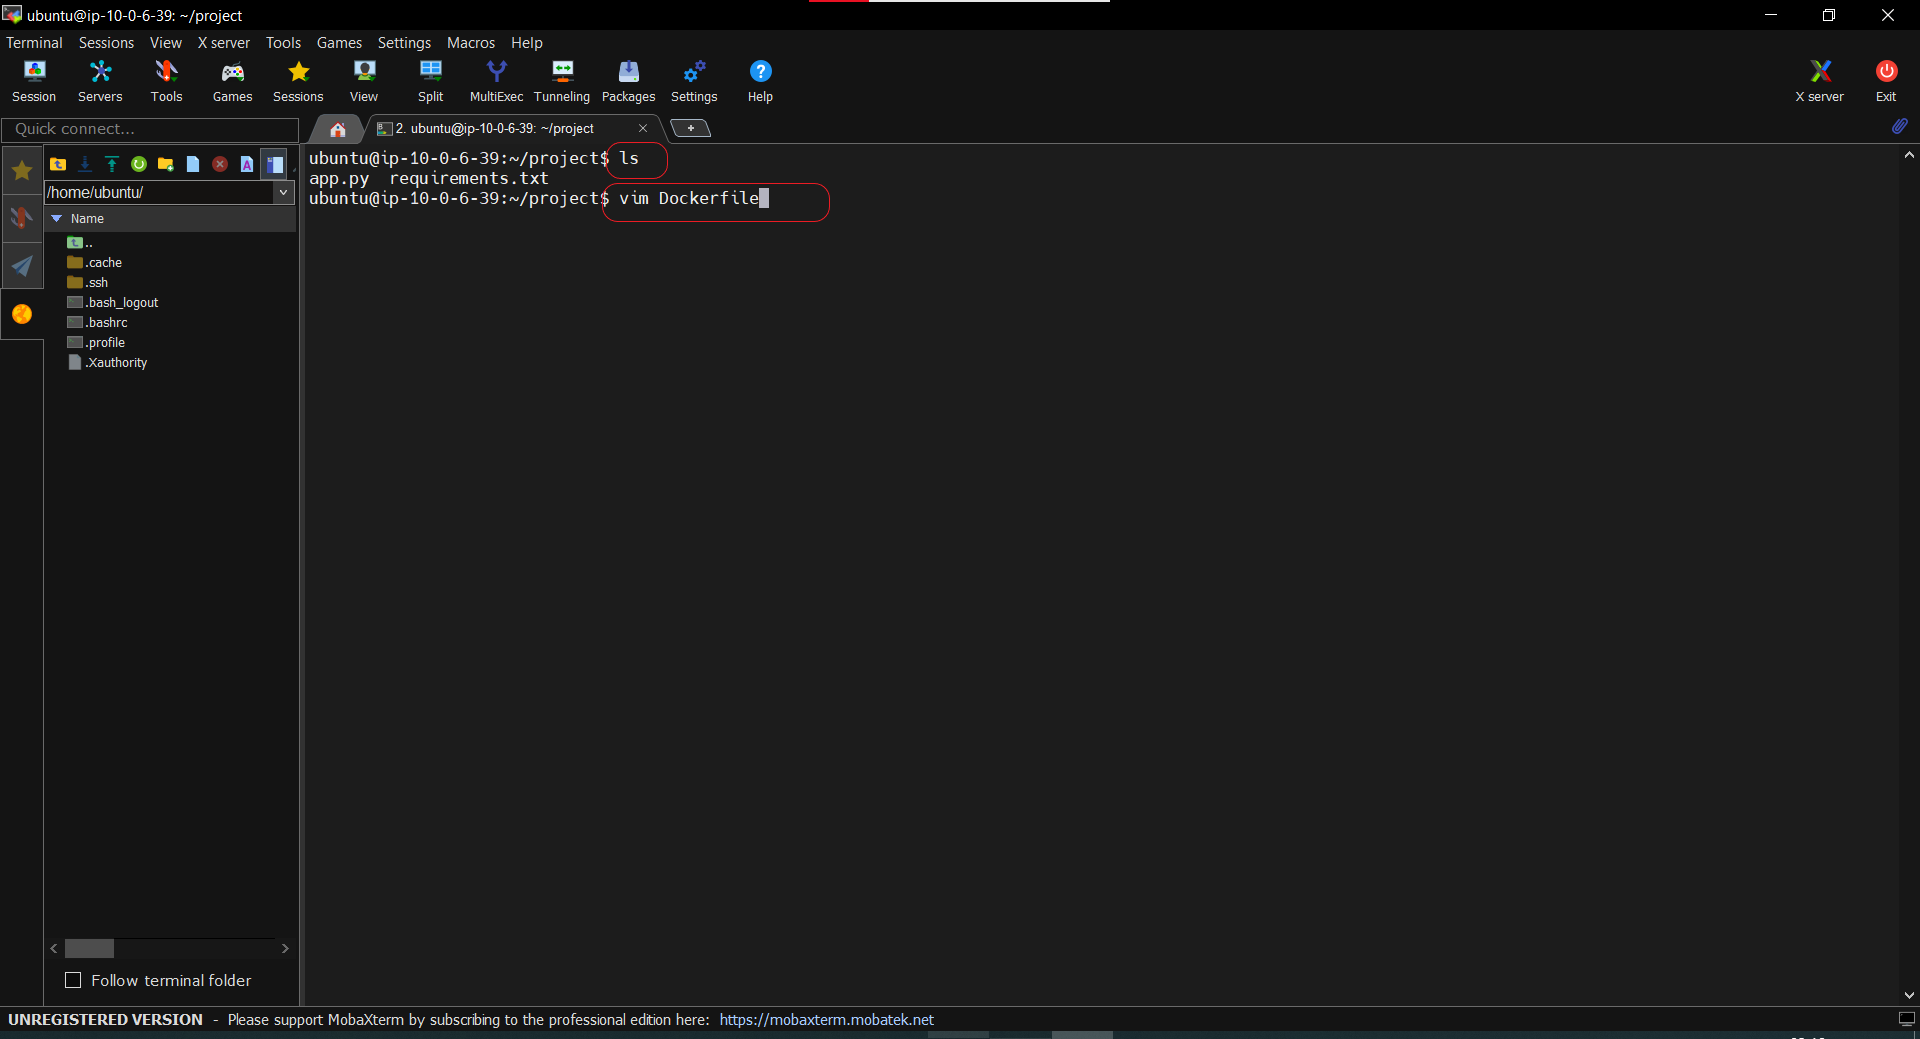 ubuntu@ip-10-0-6-39: ~/project
Terminal Sessions View X server Tools Games Settings Macros Help
Session Servers Tools Games Sessions View Split MultiExec Tunneling Packages Settings Help X server Exit
Quick connect...
2. ubuntu@ip-10-0-6-39: ~/project
/home/ubuntu/
Name
..
.cache
.ssh
.bash_logout
.bashrc
.profile
.Xauthority
Follow terminal folder
ubuntu@ip-10-0-6-39:~/project$ ls
app.py  requirements.txt
ubuntu@ip-10-0-6-39:~/project$ vim Dockerfile
UNREGISTERED VERSION - Please support MobaXterm by subscribing to the professional edition here: https://mobaxterm.mobatek.net